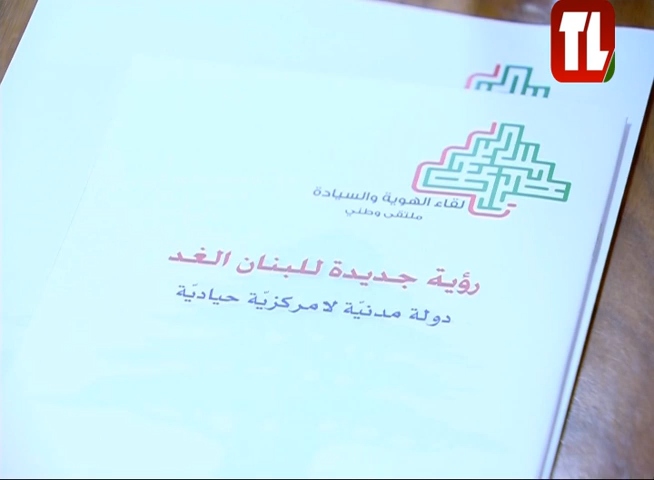 TL
لقاء الهوية والسيادة
ملتقى وطني
رؤية جديدة للبنان الغد
دولة مدنيّة لامركزيّة حياديّة